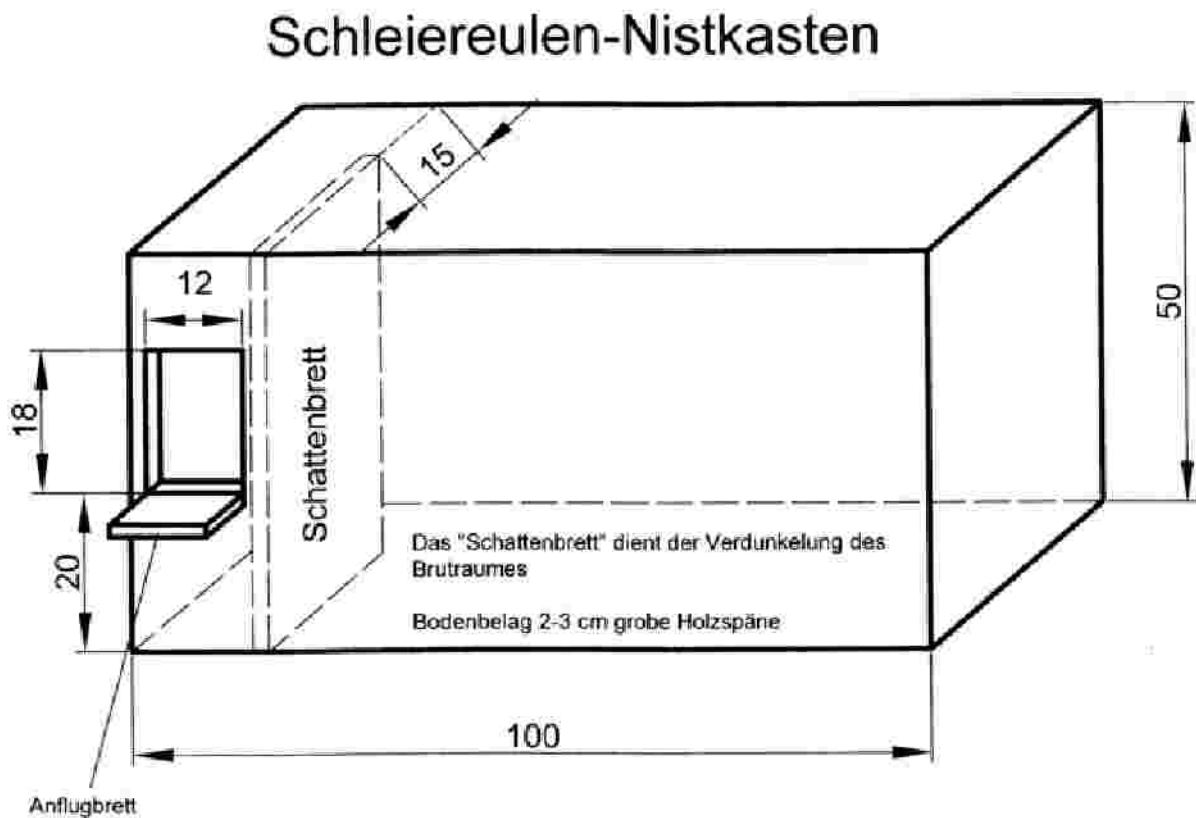 Schleiereulen-Nistkasten
15
12
50
18
Schattenbrett
20
Das "Schattenbrett" dient der Verdunkelung des
Brutraumes
Bodenbelag 2-3 cm grobe Holzspäne
100
Anflugbrett